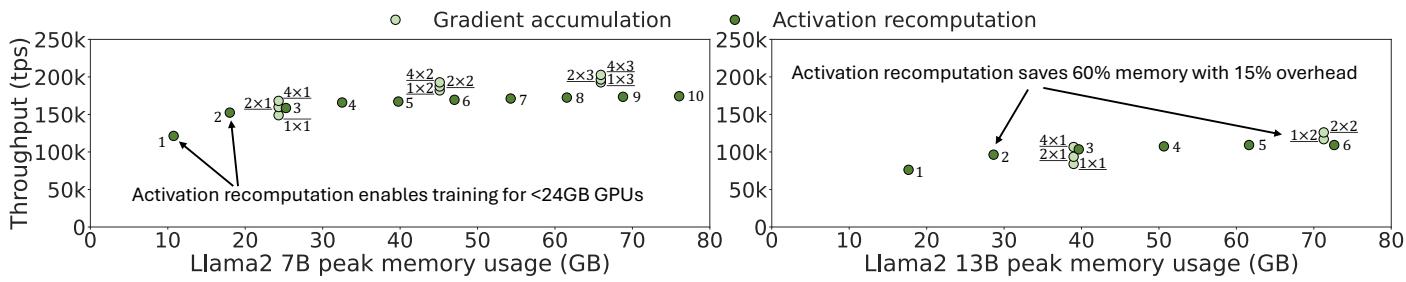 Gradient accumulation
Activation recomputation
Throughput (tps)
250k
200k
150k
100k
50k
0
4×1
2×1
1×1
4×2
1×2
2×2
4×3
2×3
1×3
1
2
3
4
5
6
7
8
9
10
Activation recomputation enables training for <24GB GPUs
0 10 20 30 40 50 60 70 80
Llama2 7B peak memory usage (GB)
250k
200k
150k
100k
50k
0
Activation recomputation saves 60% memory with 15% overhead
4×1
2×1
1×1
1×2
2×2
1
2
3
4
5
6
0 10 20 30 40 50 60 70 80
Llama2 13B peak memory usage (GB)